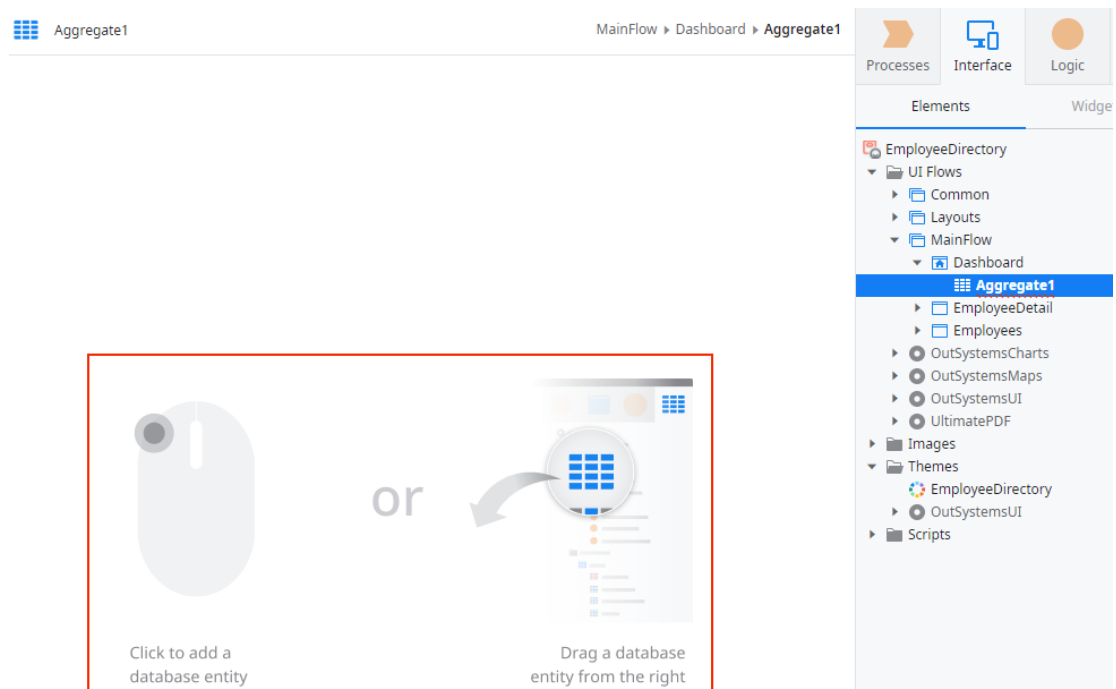 Aggregate1
MainFlow Dashboard Aggregate1
Processes
Interface
Logic
Elements
Widge
EmployeeDirectory
UI Flows
Common
Layouts
MainFlow
Dashboard
Aggregate1
EmployeeDetail
Employees
OutSystemsCharts
OutSystemsMaps
OutSystemsUI
UltimatePDF
Images
Themes
EmployeeDirectory
OutSystemsUI
Scripts
or
Click to add a
database entity
Drag a database
entity from the right